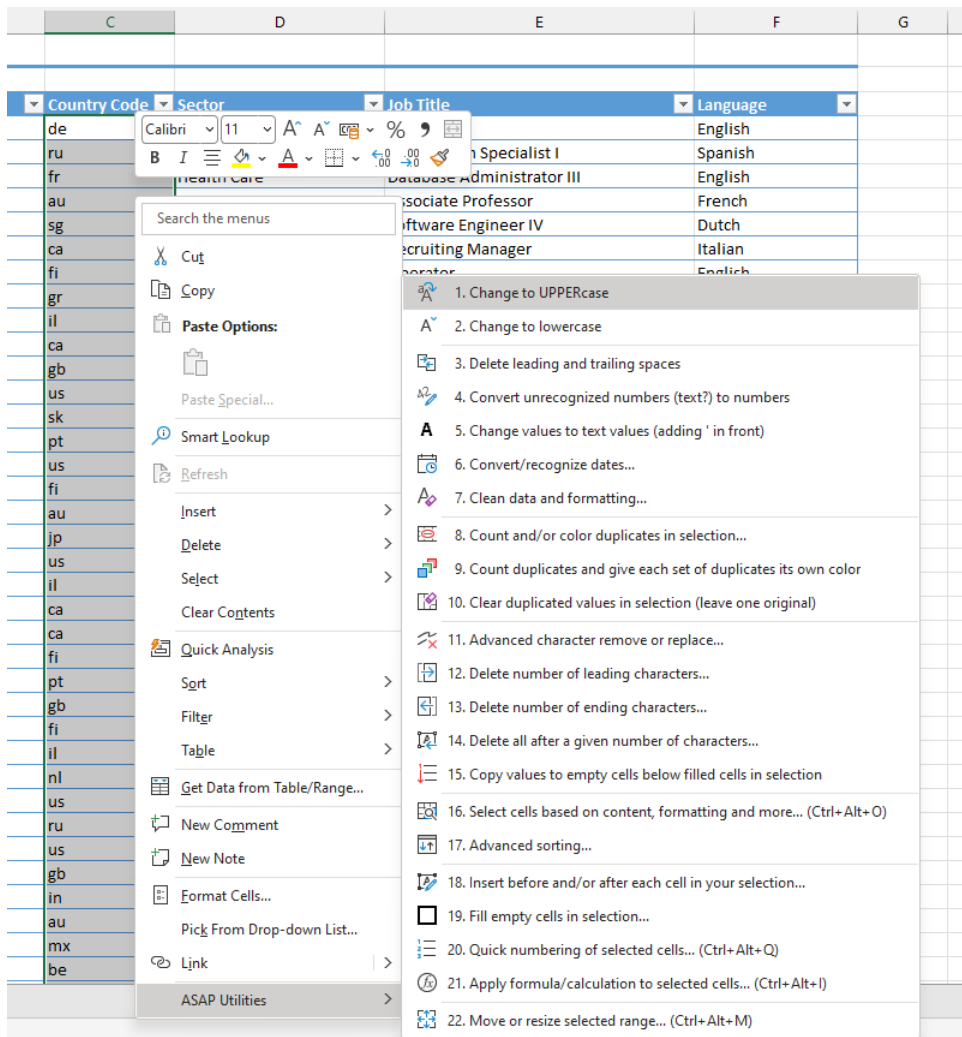 C D E F G
Country Code Sector Job Title Language
de English
Calibri 11
ru Specialist I Spanish
fr Health Care Database Administrator III English
au Associate Professor French
sg Software Engineer IV Dutch
ca Recruiting Manager Italian
fi Operator English
gr
il
ca
gb
us
sk
pt
us
fi
au
jp
us
il
ca
ca
fi
pt
gb
fi
il
nl
us
ru
us
gb
in
au
mx
be
Search the menus
Cut
Copy
Paste Options:
Paste Special...
Smart Lookup
Refresh
Insert
Delete
Select
Clear Contents
Quick Analysis
Sort
Filter
Table
Get Data from Table/Range...
New Comment
New Note
Format Cells...
Pick From Drop-down List...
Link
ASAP Utilities
1. Change to UPPERcase
2. Change to lowercase
3. Delete leading and trailing spaces
4. Convert unrecognized numbers (text?) to numbers
5. Change values to text values (adding ' in front)
6. Convert/recognize dates...
7. Clean data and formatting...
8. Count and/or color duplicates in selection...
9. Count duplicates and give each set of duplicates its own color
10. Clear duplicated values in selection (leave one original)
11. Advanced character remove or replace...
12. Delete number of leading characters...
13. Delete number of ending characters...
14. Delete all after a given number of characters...
15. Copy values to empty cells below filled cells in selection
16. Select cells based on content, formatting and more... (Ctrl+Alt+O)
17. Advanced sorting...
18. Insert before and/or after each cell in your selection...
19. Fill empty cells in selection...
20. Quick numbering of selected cells... (Ctrl+Alt+Q)
21. Apply formula/calculation to selected cells... (Ctrl+Alt+I)
22. Move or resize selected range... (Ctrl+Alt+M)